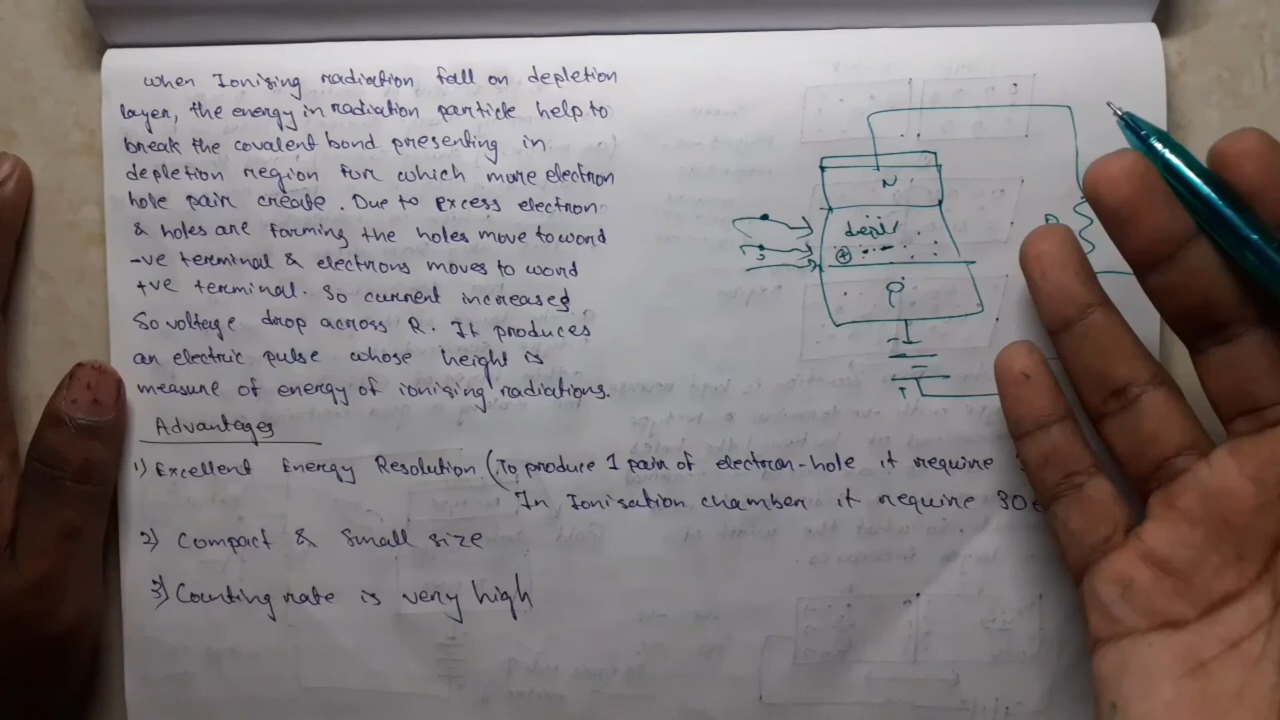 when Ionising radiation fall on depletion
layer, the energy in radiation particle help to
break the covalent bond presenting in
depletion region for which more electron
hole pair create. Due to excess electron
& holes are forming the holes move toword
-ve terminal & electrons moves to word
+ve terminal. So current increased
So voltage drop across R. It produces
an electric pulse whose height is
measure of energy of ionising radiations.
Advantages
1) Excellent Energy Resolution (To produce 1 pair of electron-hole it require
In Ionisation chamber it require 30
2) Compact & Small size
3) Counting rate is very high
N
depl
+
P
R
-
+